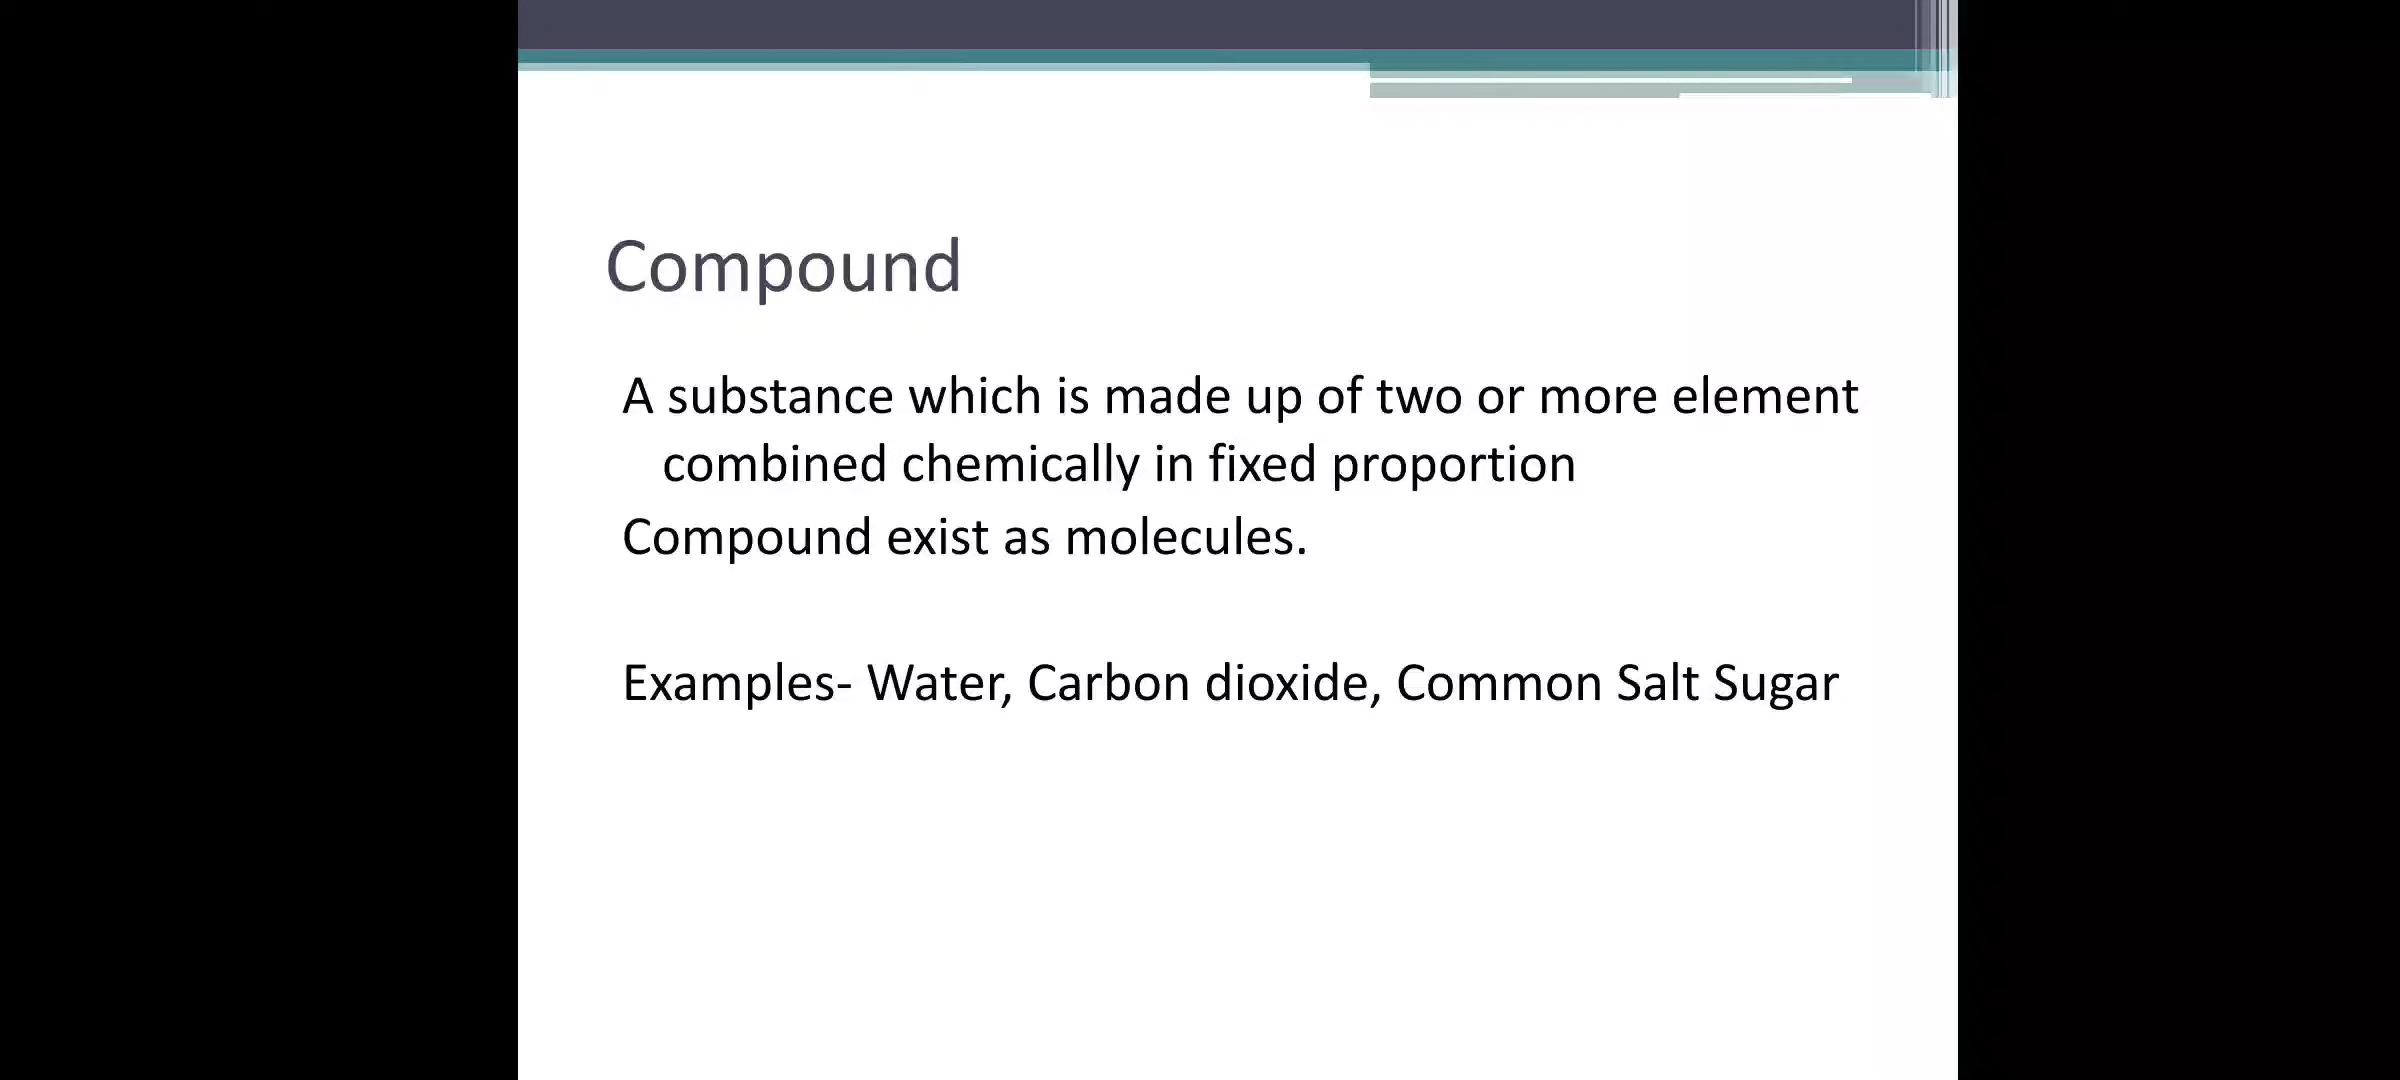 Compound
A substance which is made up of two or more element
combined chemically in fixed proportion
Compound exist as molecules.
Examples- Water, Carbon dioxide, Common Salt Sugar